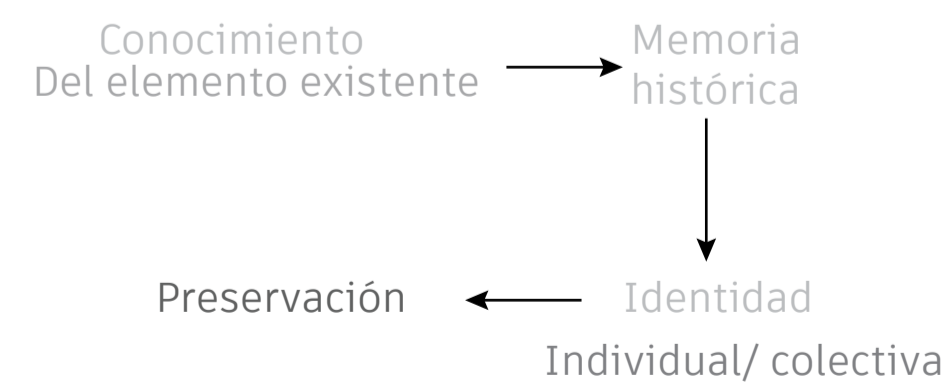 Conocimiento
Del elemento existente
Memoria
histórica
Preservación
Identidad
Individual/ colectiva